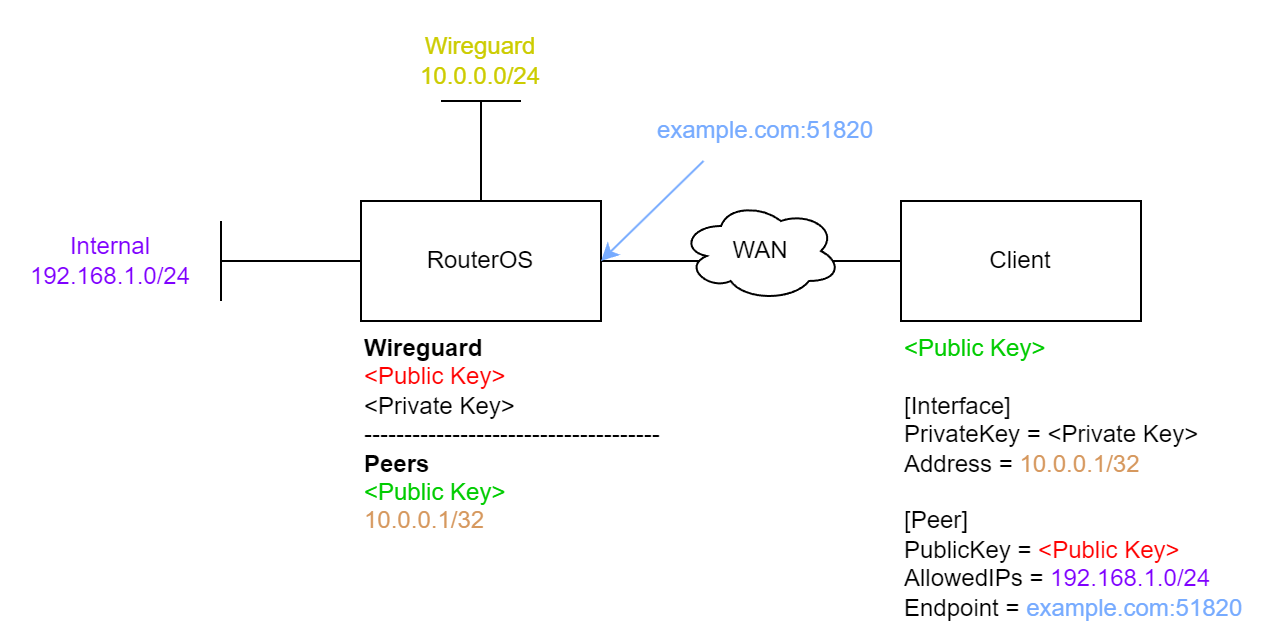 Wireguard
10.0.0.0/24
example.com:51820
Internal
192.168.1.0/24
RouterOS
WAN
Client
Wireguard
<Public Key>
<Private Key>
-------------------------------------
Peers
<Public Key>
10.0.0.1/32
<Public Key>
[Interface]
PrivateKey = <Private Key>
Address = 10.0.0.1/32
[Peer]
PublicKey = <Public Key>
AllowedIPs = 192.168.1.0/24
Endpoint = example.com:51820